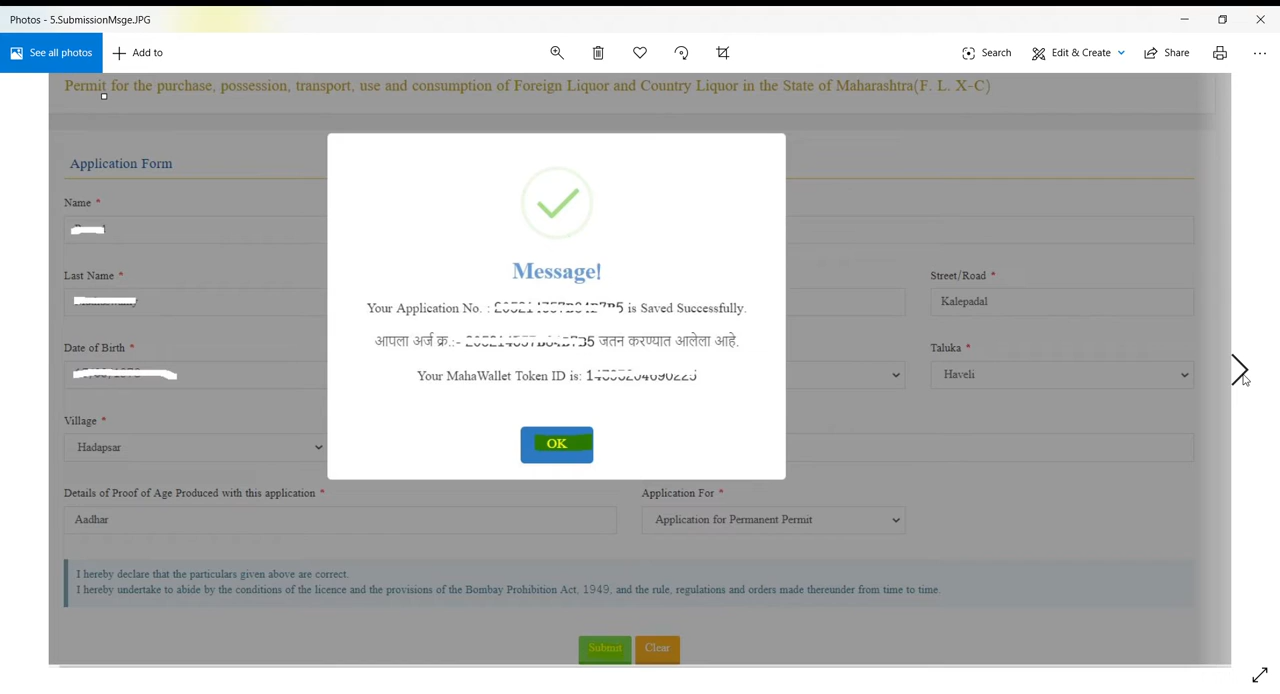 Photos - 5.SubmissionMsge.JPG
See all photos
Add to
Search
Edit & Create
Share
Permit for the purchase, possession, transport, use and consumption of Foreign Liquor and Country Liquor in the State of Maharashtra(F. L. X-C)
Application Form
Name *
Last Name *
Street/Road *
Kalepadal
Date of Birth *
Taluka *
Haveli
Village *
Hadapsar
Details of Proof of Age Produced with this application *
Application For *
Aadhar
Application for Permanent Permit
Message!
Your Application No. : is Saved Successfully.
आपला अर्ज क्र.:- जतन करण्यात आलेला आहे.
Your MahaWallet Token ID is:
OK
I hereby declare that the particulars given above are correct.
I hereby undertake to abide by the conditions of the licence and the provisions of the Bombay Prohibition Act, 1949, and the rule, regulations and orders made thereunder from time to time.
Submit
Clear